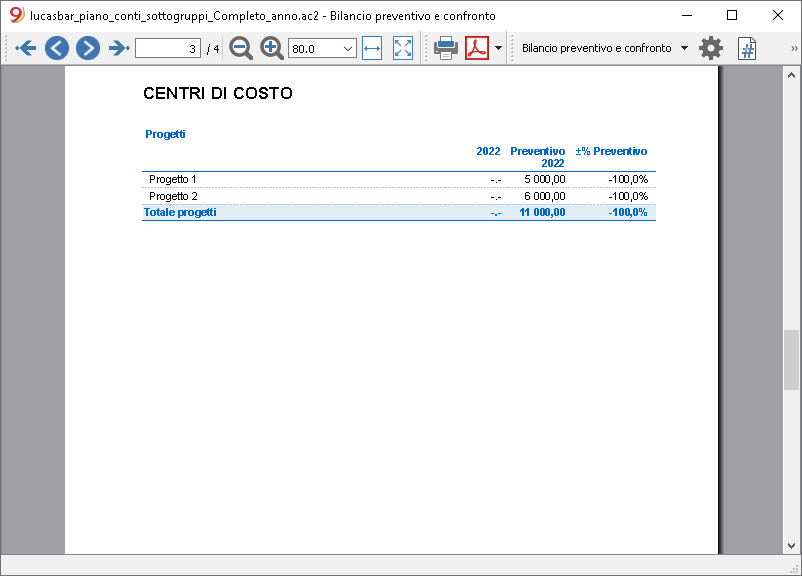 lucasbar_piano_conti_sottogruppi_Completo_anno.ac2 - Bilancio preventivo e confronto
3 / 4 80.0 Bilancio preventivo e confronto
CENTRI DI COSTO
Progetti
2022 Preventivo ±% Preventivo
2022
Progetto 1 -.- 5 000,00 -100,0%
Progetto 2 -.- 6 000,00 -100,0%
Totale progetti -.- 11 000,00 -100,0%